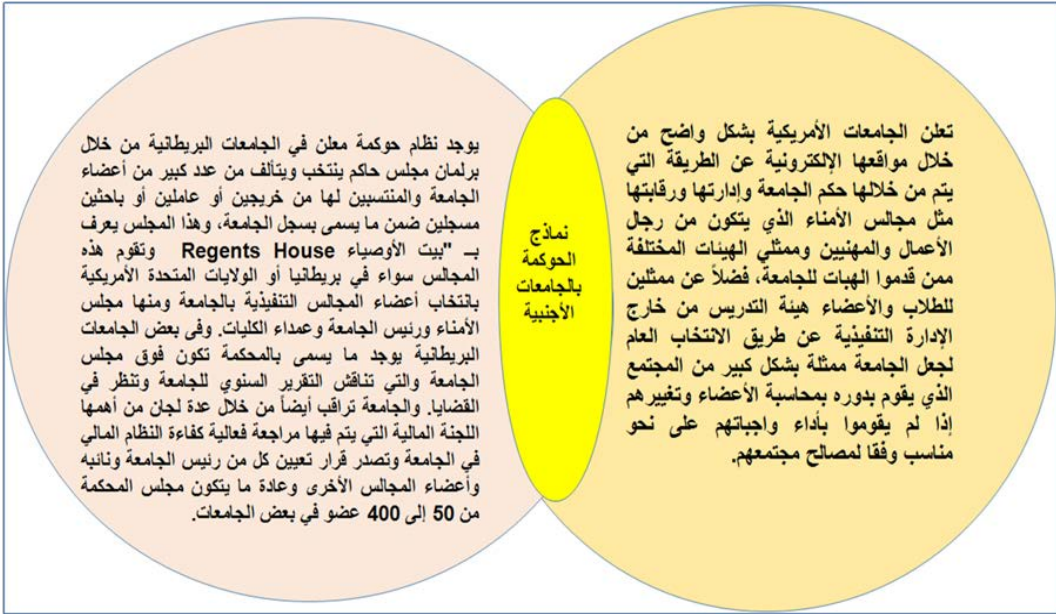 تعلن الجامعات الأمريكية بشكل واضح من
خلال مواقعها الإلكترونية عن الطريقة التي
يتم من خلالها حكم الجامعة وإدارتها ورقابتها
مثل مجالس الأمناء الذي يتكون من رجال
الأعمال والمهنيين وممثلي الهيئات المختلفة
ممن قدموا الهبات للجامعة، فضلاً عن ممثلين
للطلاب والأعضاء هيئة التدريس من خارج
الإدارة التنفيذية عن طريق الانتخاب العام
لجعل الجامعة ممثلة بشكل كبير من المجتمع
الذي يقوم بدوره بمحاسبة الأعضاء وتغييرهم
إذا لم يقوموا بأداء واجباتهم على نحو
مناسب وفقا لمصالح مجتمعهم.
نماذج
الحوكمة
بالجامعات
الأجنبية
يوجد نظام حوكمة معلن في الجامعات البريطانية من خلال
برلمان مجلس حاكم ينتخب ويتألف من عدد كبير من أعضاء
الجامعة والمنتسبين لها من خريجين أو عاملين أو باحثين
مسجلين ضمن ما يسمى بسجل الجامعة، وهذا المجلس يعرف
بــ "بيت الأوصياء Regents House وتقوم هذه
المجالس سواء في بريطانيا أو الولايات المتحدة الأمريكية
بانتخاب أعضاء المجالس التنفيذية بالجامعة ومنها مجلس
الأمناء ورئيس الجامعة وعمداء الكليات. وفى بعض الجامعات
البريطانية يوجد ما يسمى بالمحكمة تكون فوق مجلس
الجامعة والتي تناقش التقرير السنوي للجامعة وتنظر في
القضايا. والجامعة تراقب أيضاً من خلال عدة لجان من أهمها
اللجنة المالية التي يتم فيها مراجعة فعالية كفاءة النظام المالي
في الجامعة وتصدر قرار تعيين كل من رئيس الجامعة ونائبه
وأعضاء المجالس الأخرى وعادة ما يتكون مجلس المحكمة
من 50 إلى 400 عضو في بعض الجامعات.